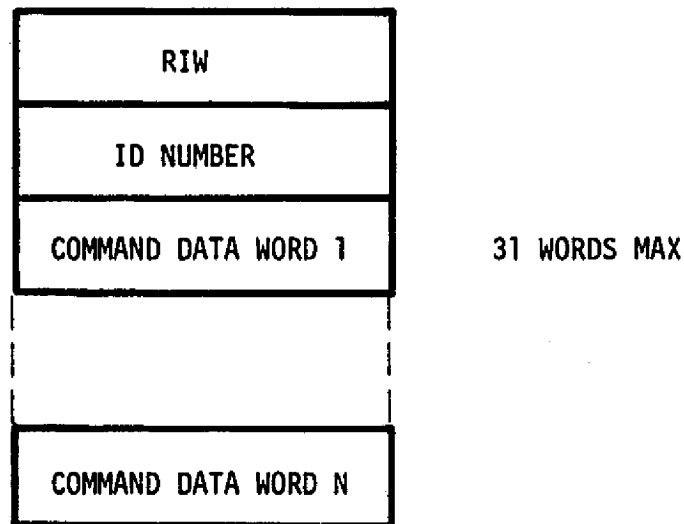 RIW
ID NUMBER
COMMAND DATA WORD 1
31 WORDS MAX
COMMAND DATA WORD N